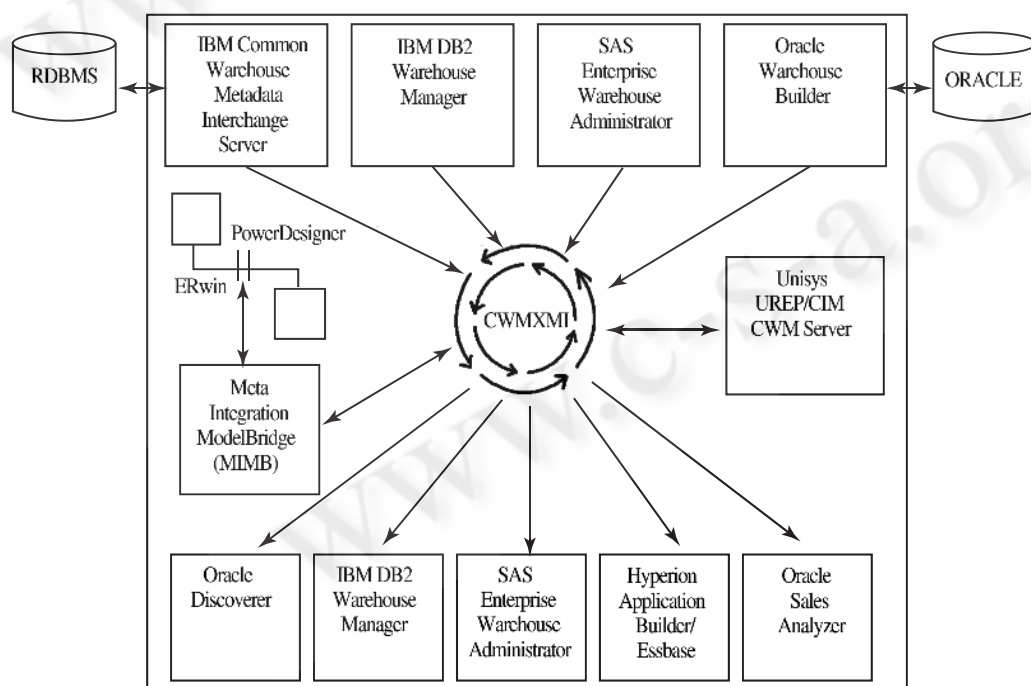 RDBMS
IBM Common
Warehouse
Metadata
Interchange
Server
IBM DB2
Warehouse
Manager
SAS
Enterprise
Warehouse
Administrator
Oracle
Warehouse
Builder
ORACLE
PowerDesigner
ERwin
CWMXMI
Unisys
UREP/CIM
CWM Server
Meta
Integration
ModelBridge
(MIMB)
Oracle
Discoverer
IBM DB2
Warehouse
Manager
SAS
Enterprise
Warehouse
Administrator
Hyperion
Application
Builder/
Essbase
Oracle
Sales
Analyzer
www.c-s-a.or